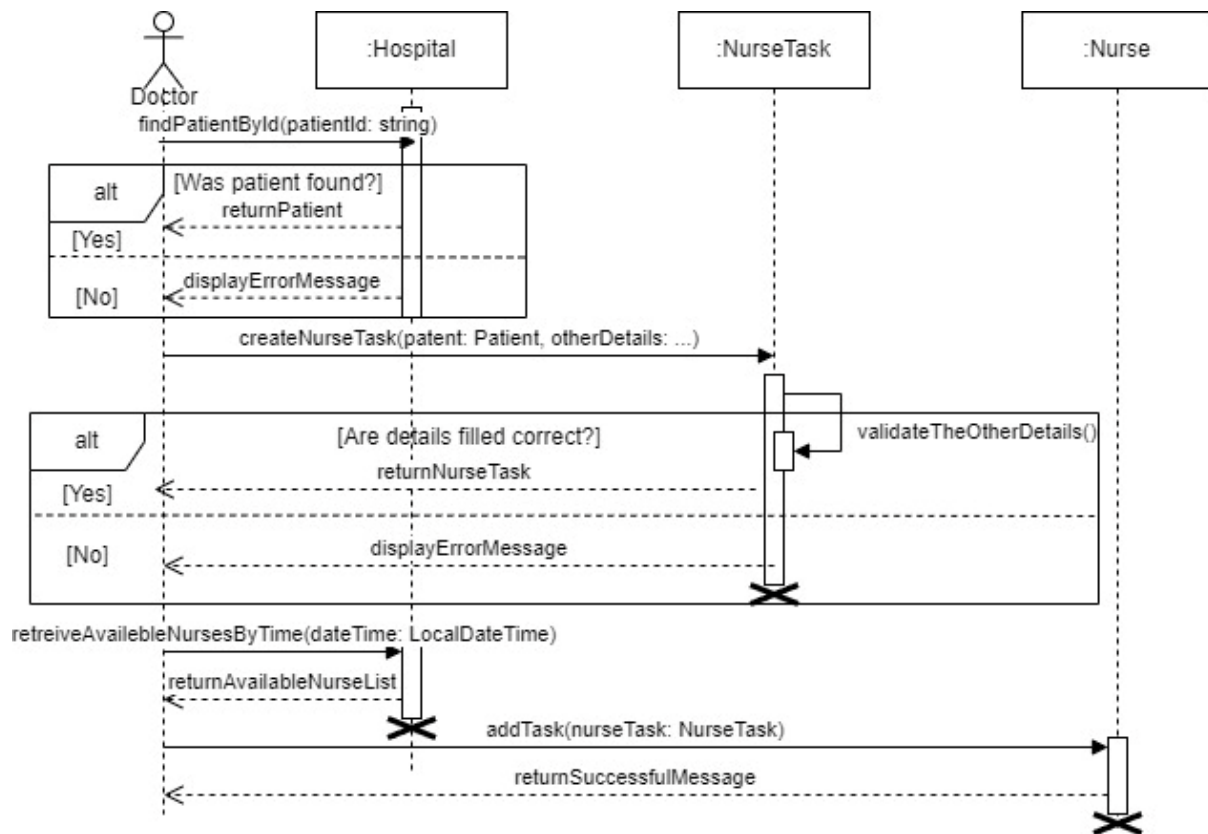 :Hospital
:NurseTask
:Nurse
Doctor
findPatientById(patientId: string)
alt
[Was patient found?]
returnPatient
[Yes]
displayErrorMessage
[No]
createNurseTask(patent: Patient, otherDetails: ...)
alt
[Are details filled correct?]
validateTheOtherDetails()
returnNurseTask
[Yes]
displayErrorMessage
[No]
retreiveAvailebleNursesByTime(dateTime: LocalDateTime)
returnAvailableNurseList
addTask(nurseTask: NurseTask)
returnSuccessfulMessage